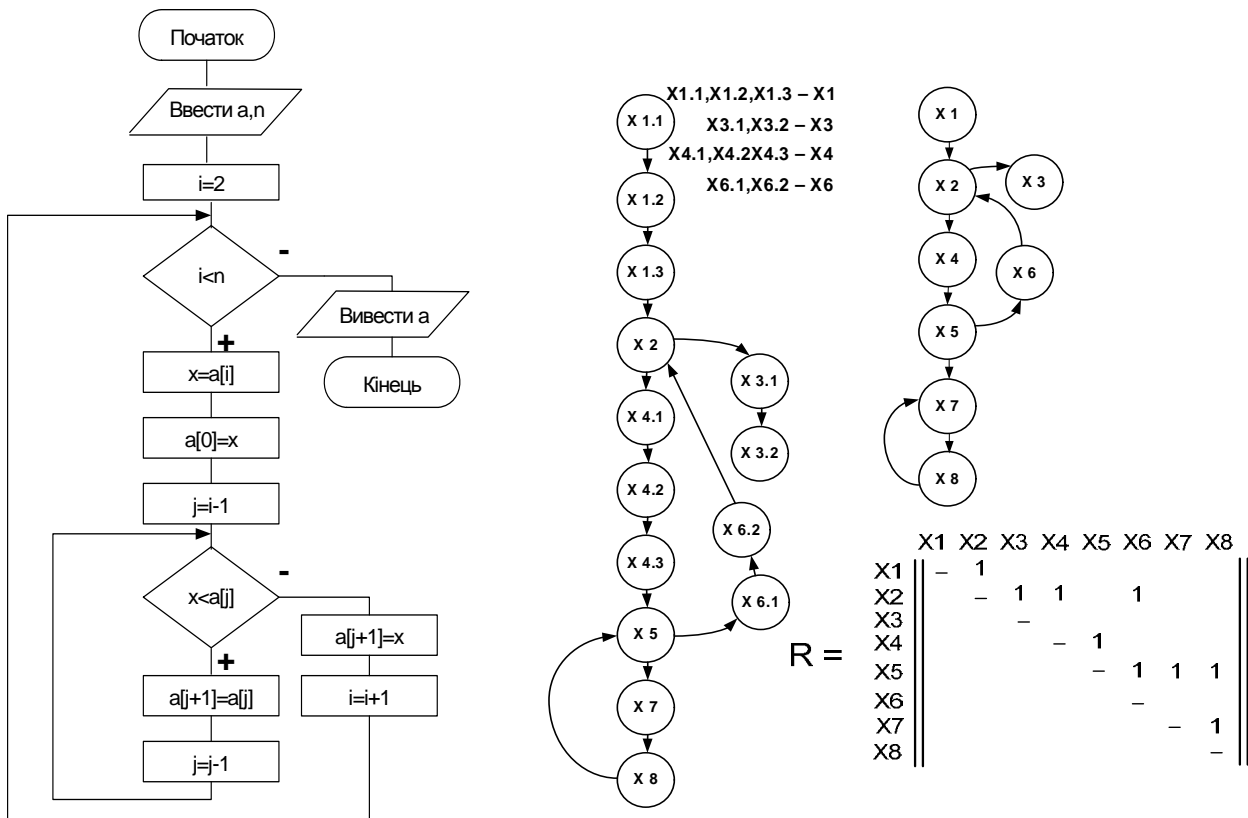 Початок
Ввести a,n
i=2
i<n
-
+
Вивести a
Кінець
x=a[i]
a[0]=x
j=i-1
x<a[j]
-
+
a[j+1]=x
i=i+1
a[j+1]=a[j]
j=j-1
X 1.1
X 1.2
X 1.3
X 2
X 3.1
X 3.2
X 4.1
X 4.2
X 4.3
X 6.2
X 6.1
X 5
X 7
X 8
X1.1,X1.2,X1.3 – X1
X3.1,X3.2 – X3
X4.1,X4.2X4.3 – X4
X6.1,X6.2 – X6
X 1
X 2
X 3
X 4
X 6
X 5
X 7
X 8
X1 X2 X3 X4 X5 X6 X7 X8
X1 – 1
X2 – 1 1 1
X3 –
X4 – 1
R =
X5 – 1 1 1
X6 –
X7 – 1
X8 –